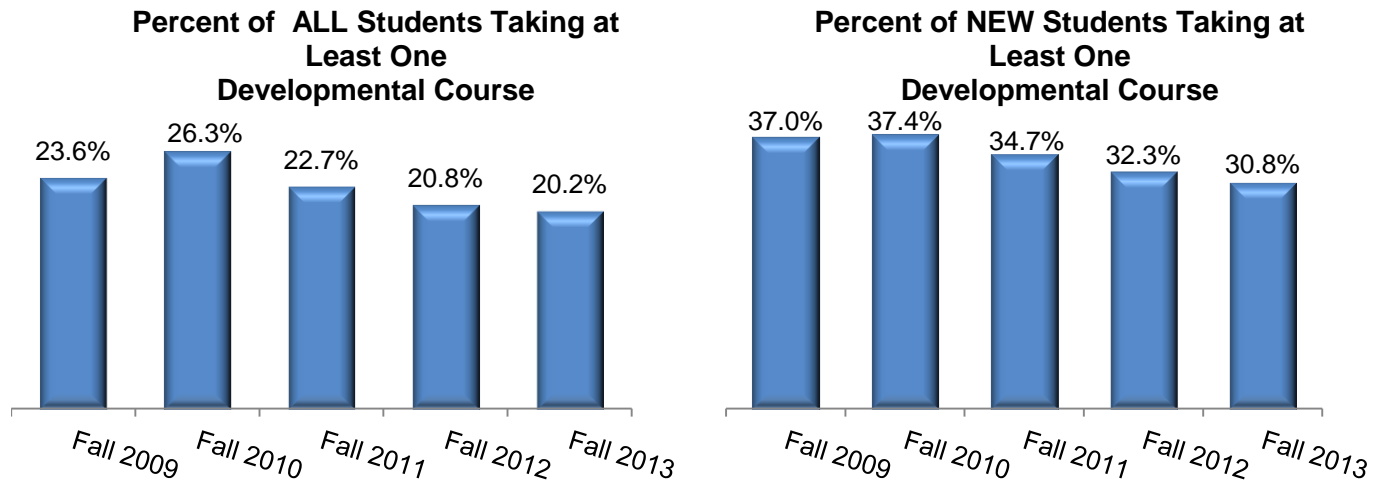 Percent of ALL Students Taking at
Least One
Developmental Course
23.6%
26.3%
22.7%
20.8%
20.2%
Fall 2009
Fall 2010
Fall 2011
Fall 2012
Fall 2013
Percent of NEW Students Taking at
Least One
Developmental Course
37.0%
37.4%
34.7%
32.3%
30.8%
Fall 2009
Fall 2010
Fall 2011
Fall 2012
Fall 2013